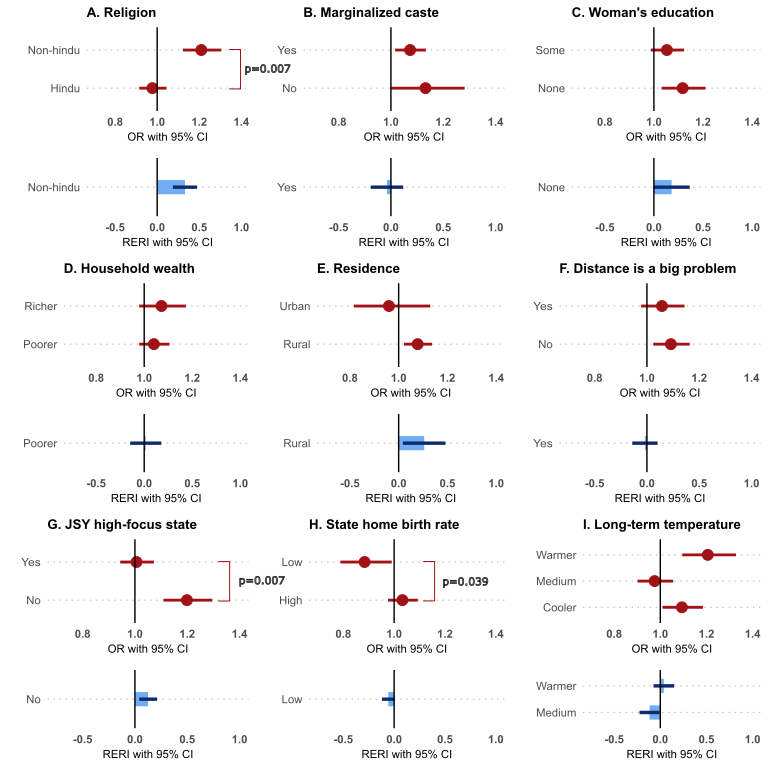 A. Religion
B. Marginalized caste
C. Woman's education
Non-hindu
Hindu
p=0.007
0.8 1.0 1.2 1.4
OR with 95% CI
Yes
No
0.8 1.0 1.2 1.4
OR with 95% CI
Some
None
0.8 1.0 1.2 1.4
OR with 95% CI
Non-hindu
-0.5 0.0 0.5 1.0
RERI with 95% CI
Yes
-0.5 0.0 0.5 1.0
RERI with 95% CI
None
-0.5 0.0 0.5 1.0
RERI with 95% CI
D. Household wealth
E. Residence
F. Distance is a big problem
Richer
Poorer
0.8 1.0 1.2 1.4
OR with 95% CI
Urban
Rural
0.8 1.0 1.2 1.4
OR with 95% CI
Yes
No
0.8 1.0 1.2 1.4
OR with 95% CI
Poorer
-0.5 0.0 0.5 1.0
RERI with 95% CI
Rural
-0.5 0.0 0.5 1.0
RERI with 95% CI
Yes
-0.5 0.0 0.5 1.0
RERI with 95% CI
G. JSY high-focus state
H. State home birth rate
I. Long-term temperature
Yes
No
p=0.007
0.8 1.0 1.2 1.4
OR with 95% CI
Low
High
p=0.039
0.8 1.0 1.2 1.4
OR with 95% CI
Warmer
Medium
Cooler
0.8 1.0 1.2 1.4
OR with 95% CI
No
-0.5 0.0 0.5 1.0
RERI with 95% CI
Low
-0.5 0.0 0.5 1.0
RERI with 95% CI
Warmer
Medium
-0.5 0.0 0.5 1.0
RERI with 95% CI